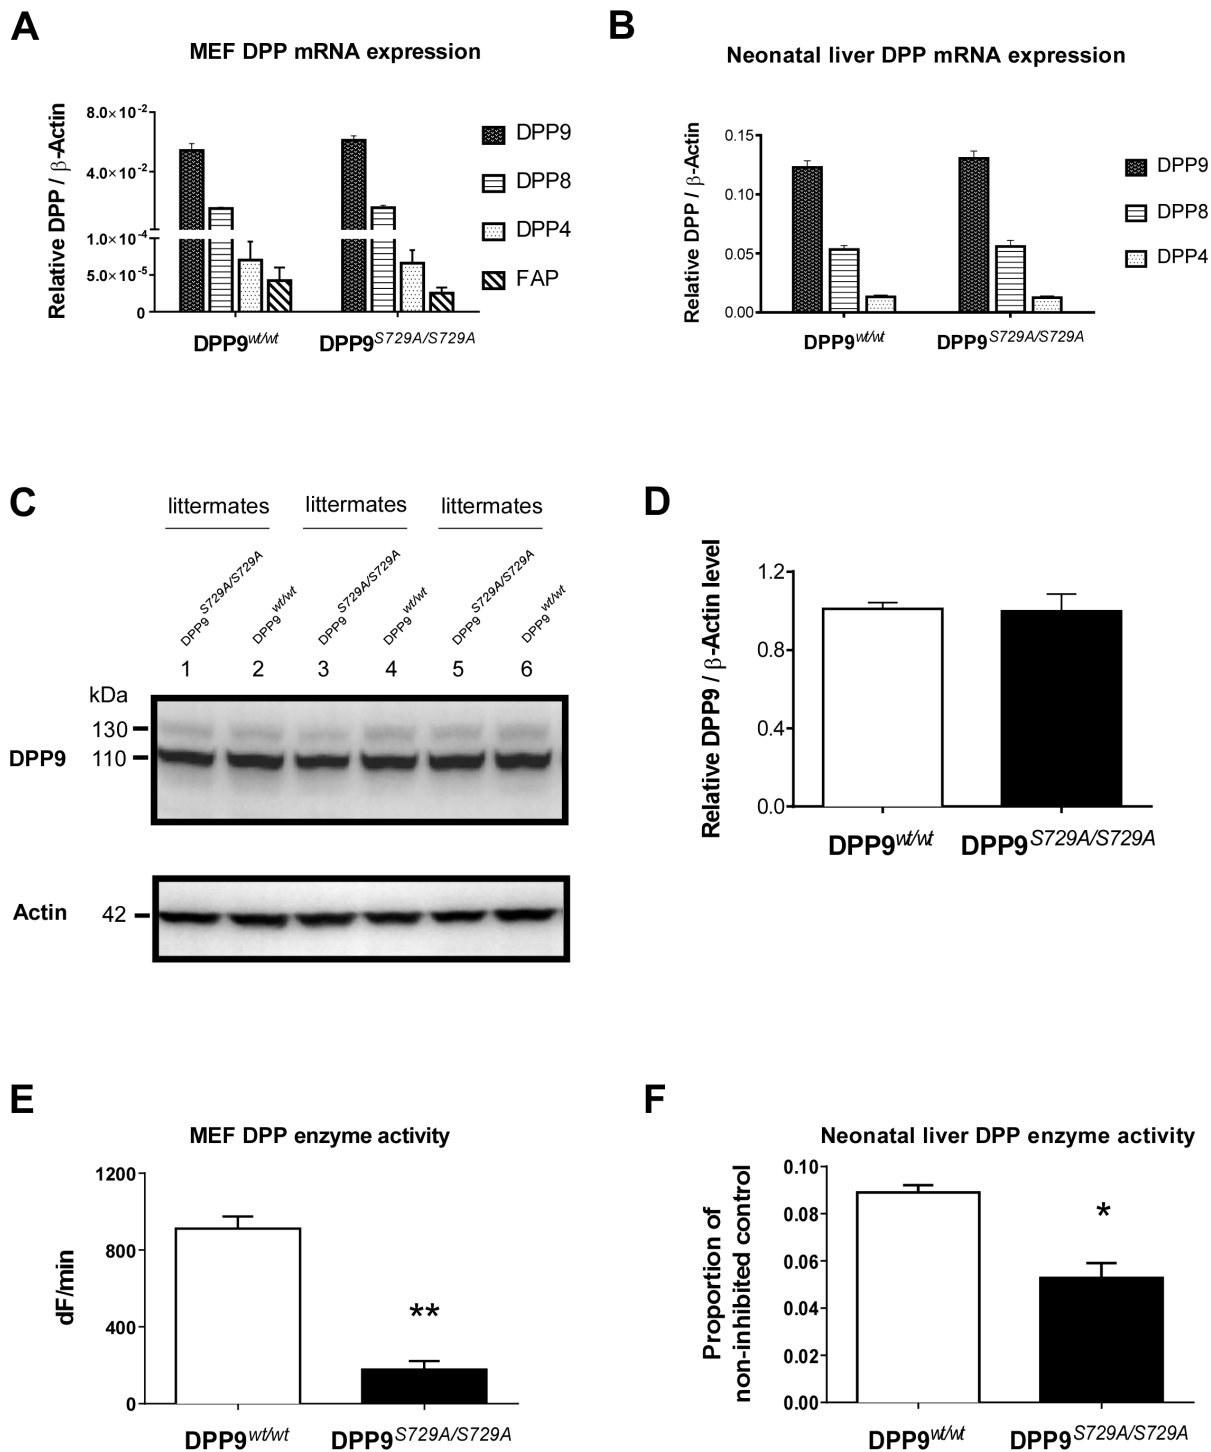 A
MEF DPP mRNA expression
Relative DPP / β-Actin
8.0×10-2
4.0×10-2
1.0×10-4
5.0×10-5
0
DPP9wt/wt
DPP9S729A/S729A
DPP9
DPP8
DPP4
FAP
B
Neonatal liver DPP mRNA expression
Relative DPP / β-Actin
0.15
0.10
0.05
0.00
DPP9wt/wt
DPP9S729A/S729A
DPP9
DPP8
DPP4
C
littermates littermates littermates
DPP9S729A/S729A DPP9wt/wt DPP9S729A/S729A DPP9wt/wt DPP9S729A/S729A DPP9wt/wt
1 2 3 4 5 6
kDa
130
DPP9 110
Actin 42
D
Relative DPP9 / β-Actin level
1.2
0.8
0.4
0.0
DPP9wt/wt
DPP9S729A/S729A
E
MEF DPP enzyme activity
dF/min
1200
800
400
0
**
DPP9wt/wt
DPP9S729A/S729A
F
Neonatal liver DPP enzyme activity
Proportion of
non-inhibited control
0.10
0.08
0.06
0.04
0.02
0.00
*
DPP9wt/wt
DPP9S729A/S729A